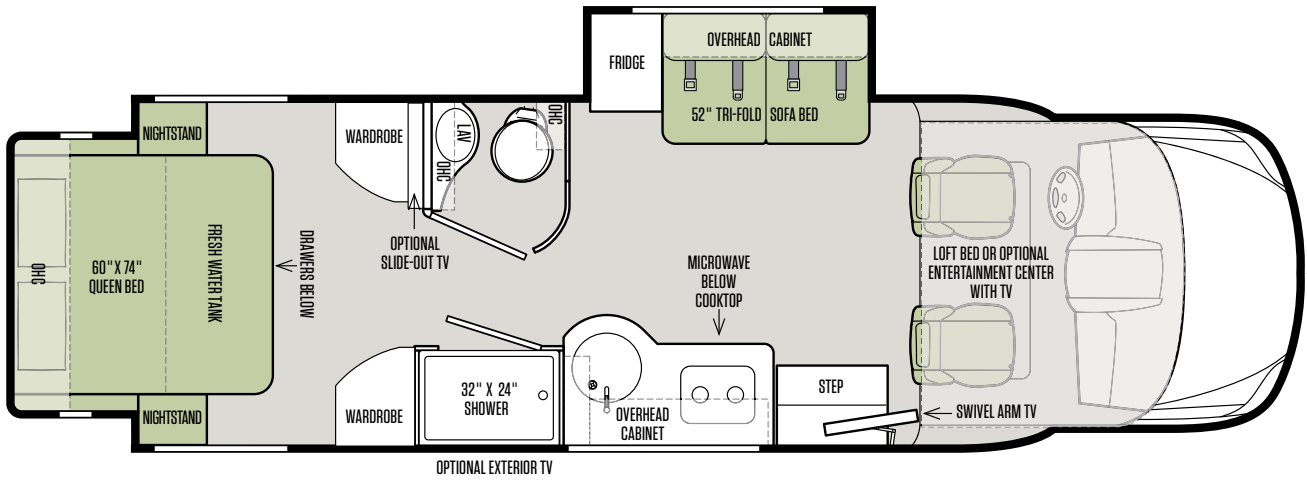 FRIDGE
OVERHEAD CABINET
52" TRI-FOLD SOFA BED
NIGHTSTAND
WARDROBE
LAV
OHC
OHC
OPTIONAL
SLIDE-OUT TV
OHC
60" X 74"
QUEEN BED
FRESH WATER TANK
DRAWERS BELOW
MICROWAVE
BELOW
COOKTOP
LOFT BED OR OPTIONAL
ENTERTAINMENT CENTER
WITH TV
NIGHTSTAND
WARDROBE
32" X 24"
SHOWER
OVERHEAD
CABINET
STEP
SWIVEL ARM TV
OPTIONAL EXTERIOR TV